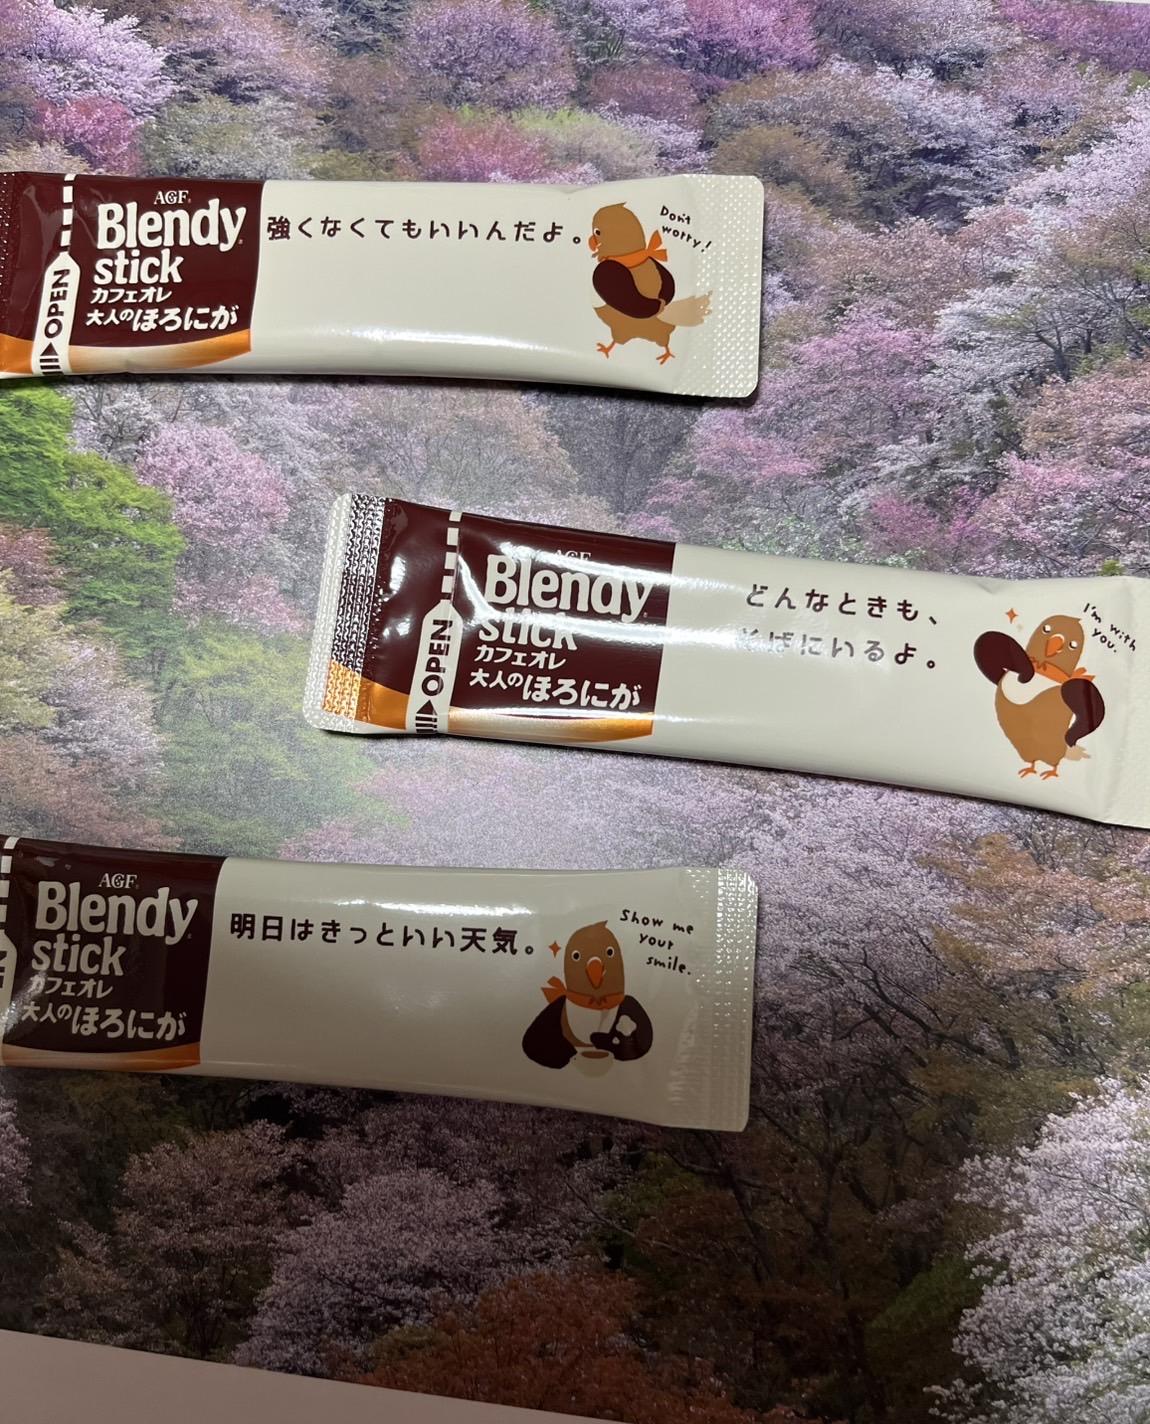 AGF
Blendy
stick
カフェオレ
大人のほろにが
OPEN
強くなくてもいいんだよ。
Don't
worry!
AGF
Blendy
stick
カフェオレ
大人のほろにが
OPEN
どんなときも、
そばにいるよ。
I'm with
you.
AGF
Blendy
stick
カフェオレ
大人のほろにが
明日はきっといい天気。
Show me
your
smile.